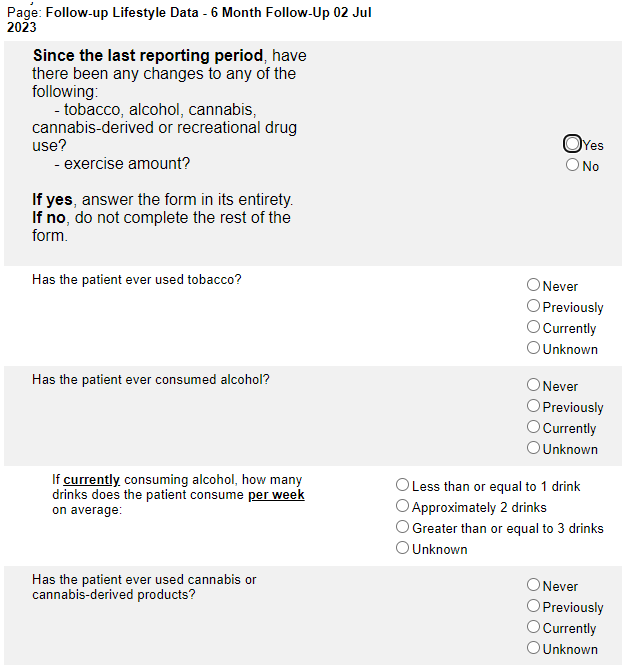 Page: Follow-up Lifestyle Data - 6 Month Follow-Up 02 Jul
2023
Since the last reporting period, have
there been any changes to any of the
following:
- tobacco, alcohol, cannabis,
cannabis-derived or recreational drug
use?
- exercise amount?
Yes
No
If yes, answer the form in its entirety.
If no, do not complete the rest of the
form.
Has the patient ever used tobacco?
Never
Previously
Currently
Unknown
Has the patient ever consumed alcohol?
Never
Previously
Currently
Unknown
If currently consuming alcohol, how many
drinks does the patient consume per week
on average:
Less than or equal to 1 drink
Approximately 2 drinks
Greater than or equal to 3 drinks
Unknown
Has the patient ever used cannabis or
cannabis-derived products?
Never
Previously
Currently
Unknown